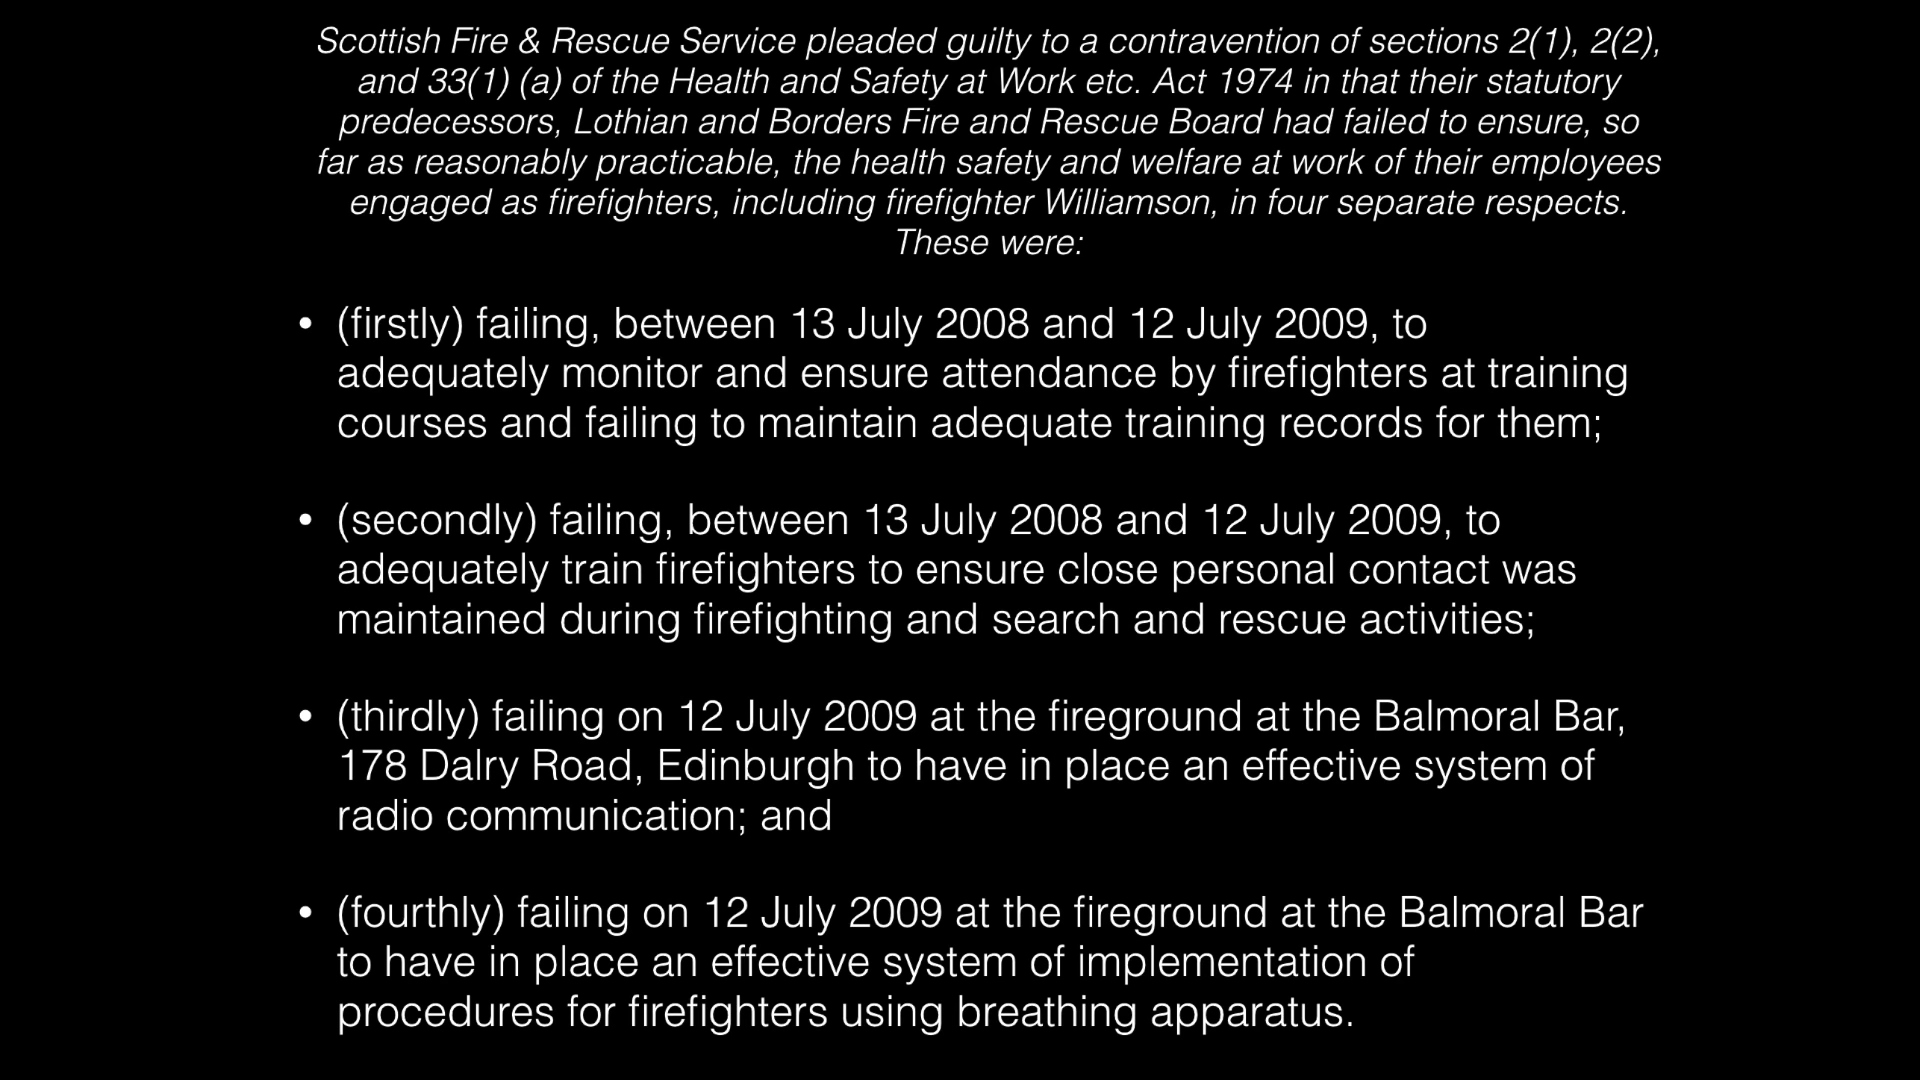 Scottish Fire & Rescue Service pleaded guilty to a contravention of sections 2(1), 2(2),
and 33(1) (a) of the Health and Safety at Work etc. Act 1974 in that their statutory
predecessors, Lothian and Borders Fire and Rescue Board had failed to ensure, so
far as reasonably practicable, the health safety and welfare at work of their employees
engaged as firefighters, including firefighter Williamson, in four separate respects.
These were:
• (firstly) failing, between 13 July 2008 and 12 July 2009, to
adequately monitor and ensure attendance by firefighters at training
courses and failing to maintain adequate training records for them;
• (secondly) failing, between 13 July 2008 and 12 July 2009, to
adequately train firefighters to ensure close personal contact was
maintained during firefighting and search and rescue activities;
• (thirdly) failing on 12 July 2009 at the fireground at the Balmoral Bar,
178 Dalry Road, Edinburgh to have in place an effective system of
radio communication; and
• (fourthly) failing on 12 July 2009 at the fireground at the Balmoral Bar
to have in place an effective system of implementation of
procedures for firefighters using breathing apparatus.